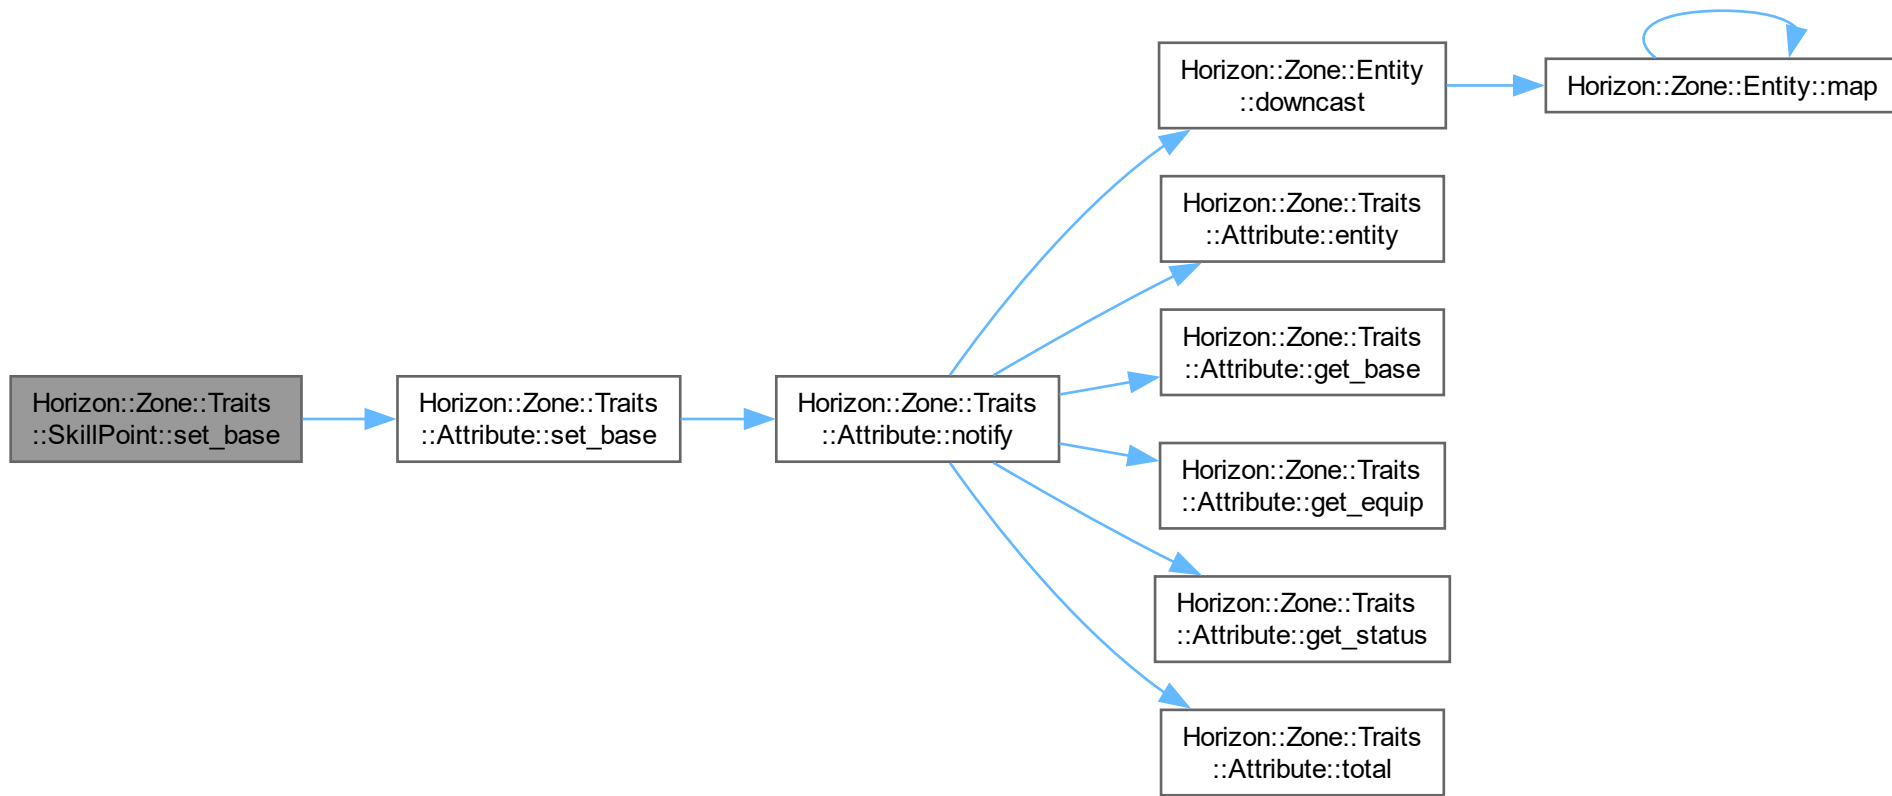 Horizon::Zone::Traits
::SkillPoint::set_base
Horizon::Zone::Traits
::Attribute::set_base
Horizon::Zone::Traits
::Attribute::notify
Horizon::Zone::Entity
::downcast
Horizon::Zone::Entity::map
Horizon::Zone::Traits
::Attribute::entity
Horizon::Zone::Traits
::Attribute::get_base
Horizon::Zone::Traits
::Attribute::get_equip
Horizon::Zone::Traits
::Attribute::get_status
Horizon::Zone::Traits
::Attribute::total